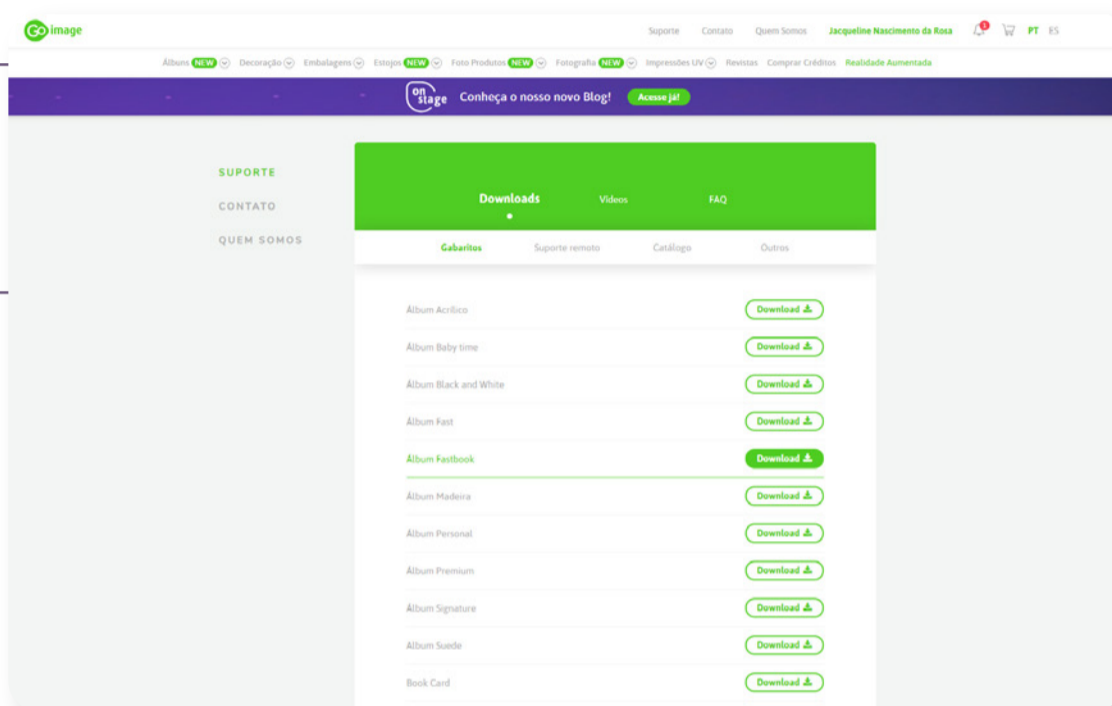 Go image
Suporte Contato Quem Somos Jacqueline Nascimento da Rosa 1 PT ES
Álbuns NEW Decoração Embalagens Estojos NEW Foto Produtos NEW Fotografia NEW Impressões UV Revistas Comprar Créditos Realidade Aumentada
on stage Conheça o nosso novo Blog! Acesse já!
SUPORTE
CONTATO
QUEM SOMOS
Downloads Vídeos FAQ
Gabaritos Suporte remoto Catálogo Outros
Álbum Acrílico Download
Álbum Baby time Download
Álbum Black and White Download
Álbum Fast Download
Álbum Fastbook Download
Álbum Madeira Download
Álbum Personal Download
Álbum Premium Download
Álbum Signature Download
Álbum Suede Download
Book Card Download